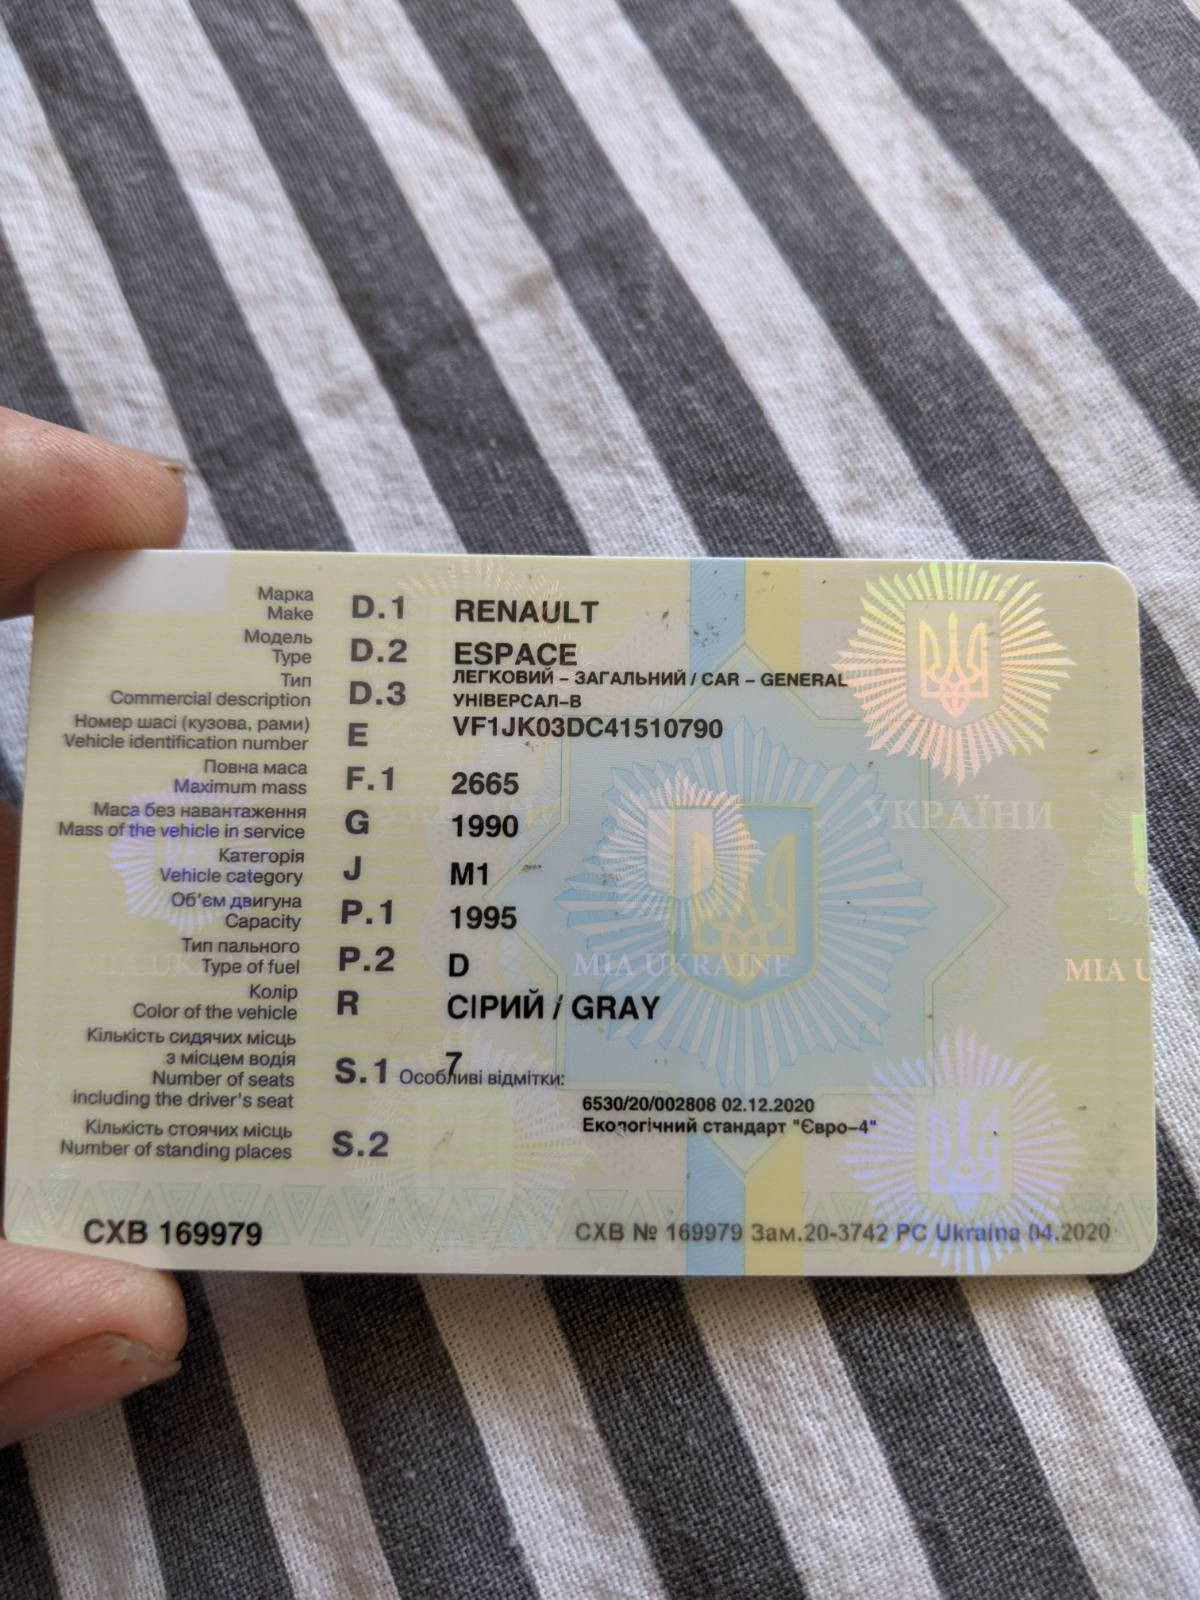 Марка
Make D.1 RENAULT
Модель
Type D.2 ESPACE
Тип
Commercial description D.3 ЛЕГКОВИЙ – ЗАГАЛЬНИЙ / CAR – GENERAL
УНІВЕРСАЛ–В
Номер шасі (кузова, рами)
Vehicle identification number E VF1JK03DC41510790
Повна маса
Maximum mass F.1 2665
Маса без навантаження
Mass of the vehicle in service G 1990
УКРАЇНИ
Категорія
Vehicle category J M1
Об'єм двигуна
Capacity P.1 1995
Тип пального
Type of fuel P.2 D
MIA UKRAINE
MIA U
Колір
Color of the vehicle R СІРИЙ / GRAY
Кількість сидячих місць
з місцем водія
Number of seats
including the driver's seat S.1 7
Особливі відмітки:
6530/20/002808 02.12.2020
Екологічний стандарт "Євро–4"
Кількість стоячих місць
Number of standing places S.2
СХВ 169979
СХВ № 169979 Зам.20-3742 PC Ukraina 04.2020